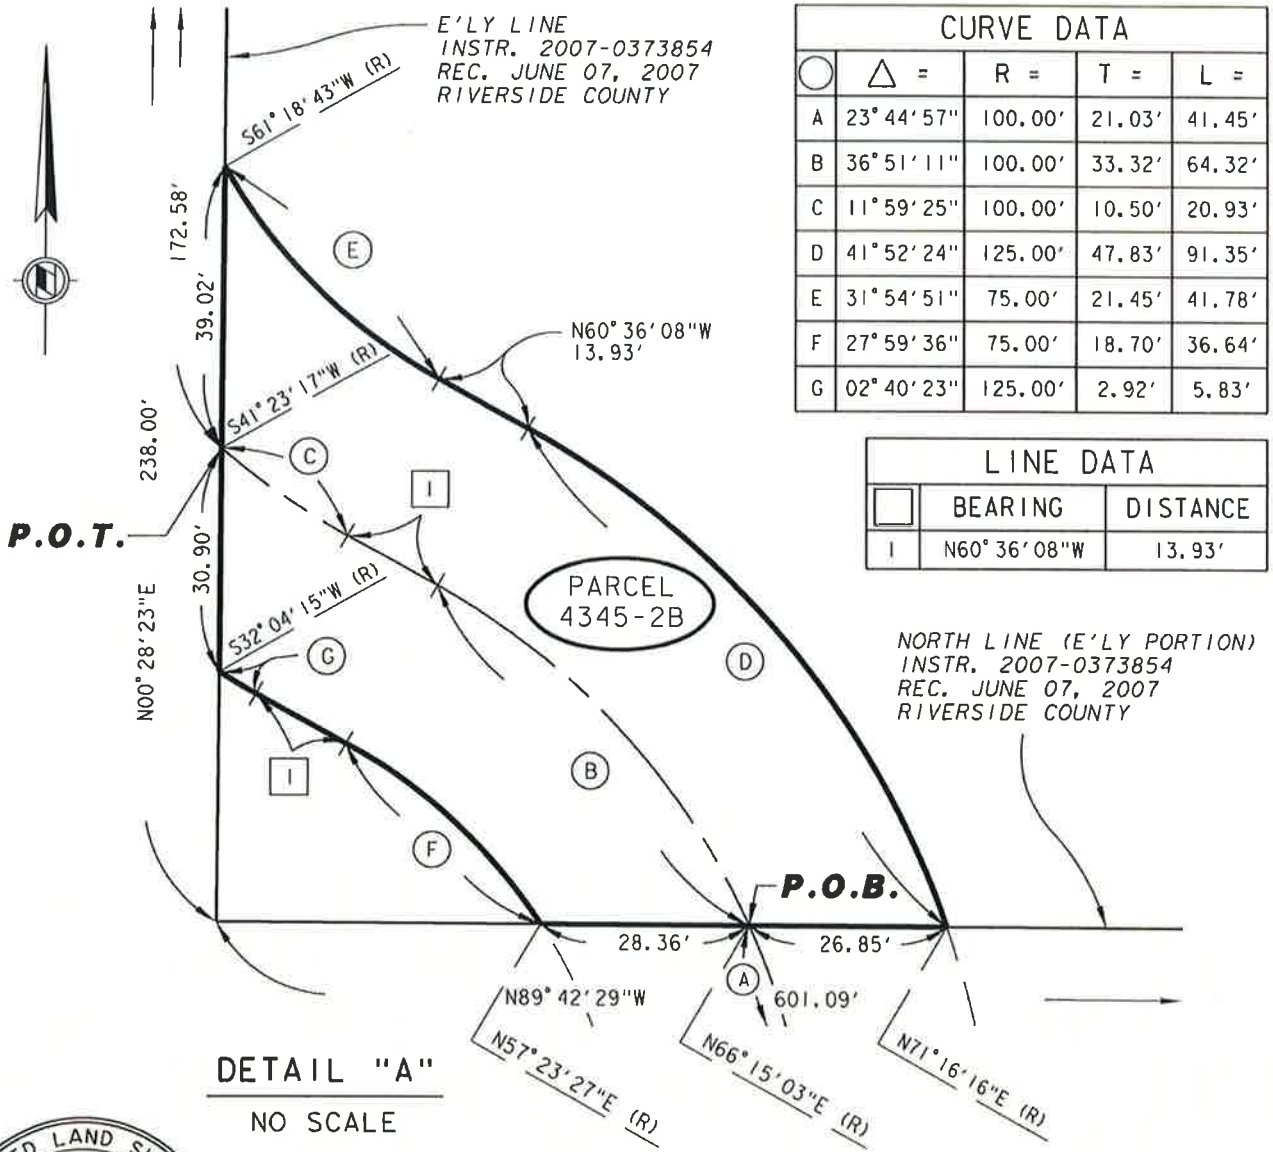 E'LY LINE
INSTR. 2007-0373854
REC. JUNE 07, 2007
RIVERSIDE COUNTY
S61°18'43"W (R)
172.58'
39.02'
E
N60°36'08"W
13.93'
S41°23'17"W (R)
238.00'
C
1
P.O.T.
30.90'
S32°04'15"W (R)
PARCEL
4345-2B
G
D
N00°28'23"E
1
B
F
P.O.B.
28.36'
26.85'
A
N89°42'29"W
601.09'
N57°23'27"E (R)
N66°15'03"E (R)
N71°16'16"E (R)
DETAIL "A"
NO SCALE
CURVE DATA
△ = R = T = L =
A 23°44'57" 100.00' 21.03' 41.45'
B 36°51'11" 100.00' 33.32' 64.32'
C 11°59'25" 100.00' 10.50' 20.93'
D 41°52'24" 125.00' 47.83' 91.35'
E 31°54'51" 75.00' 21.45' 41.78'
F 27°59'36" 75.00' 18.70' 36.64'
G 02°40'23" 125.00' 2.92' 5.83'
LINE DATA
BEARING DISTANCE
1 N60°36'08"W 13.93'
NORTH LINE (E'LY PORTION)
INSTR. 2007-0373854
REC. JUNE 07, 2007
RIVERSIDE COUNTY
LAND